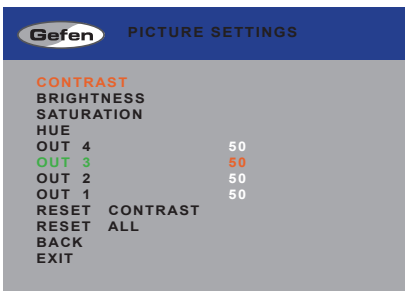 Gefen PICTURE SETTINGS
CONTRAST
BRIGHTNESS
SATURATION
HUE
OUT 4 50
OUT 3 50
OUT 2 50
OUT 1 50
RESET CONTRAST
RESET ALL
BACK
EXIT